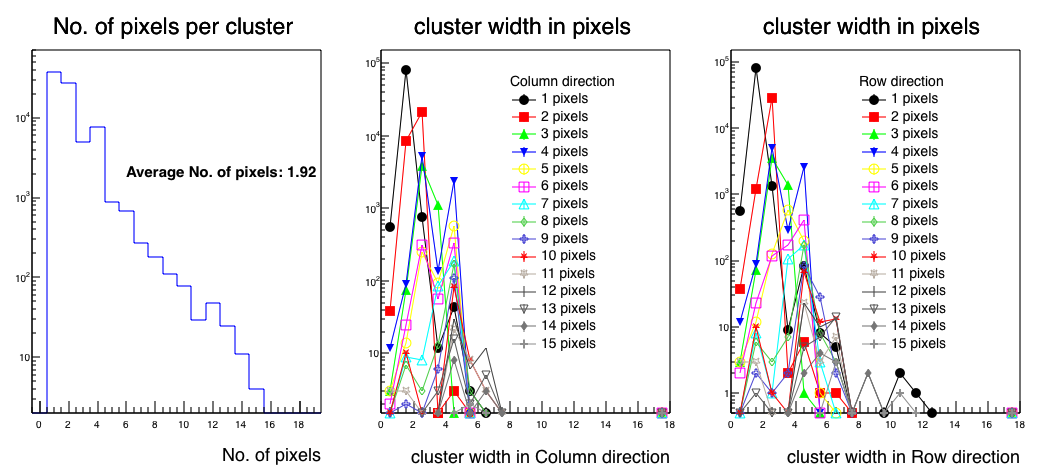 No. of pixels per cluster
Average No. of pixels: 1.92
10⁴
10³
10²
10
0 2 4 6 8 10 12 14 16 18
No. of pixels
cluster width in pixels
Column direction
1 pixels
2 pixels
3 pixels
4 pixels
5 pixels
6 pixels
7 pixels
8 pixels
9 pixels
10 pixels
11 pixels
12 pixels
13 pixels
14 pixels
15 pixels
10⁵
10⁴
10³
10²
10
0 2 4 6 8 10 12 14 16 18
cluster width in Column direction
cluster width in pixels
Row direction
1 pixels
2 pixels
3 pixels
4 pixels
5 pixels
6 pixels
7 pixels
8 pixels
9 pixels
10 pixels
11 pixels
12 pixels
13 pixels
14 pixels
15 pixels
10⁵
10⁴
10³
10²
10
1
0 2 4 6 8 10 12 14 16 18
cluster width in Row direction